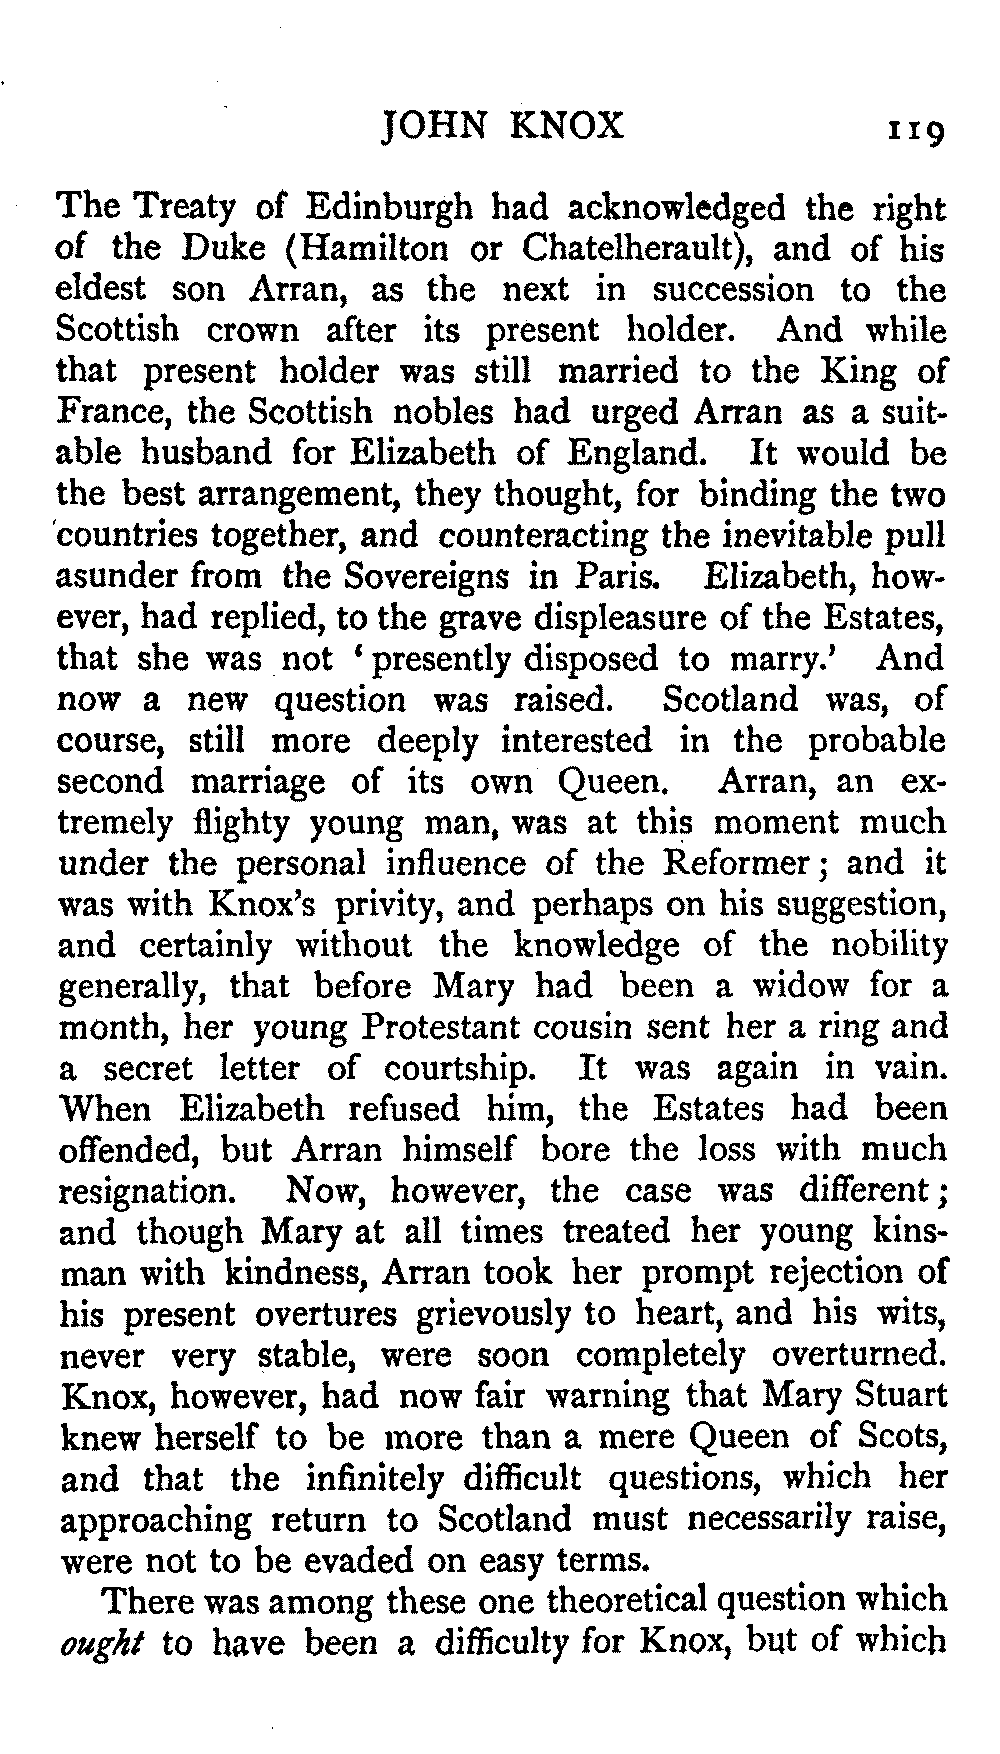 JOHN KNOX 119
The Treaty of Edinburgh had acknowledged the right
of the Duke (Hamilton or Chatelherault), and of his
eldest son Arran, as the next in succession to the
Scottish crown after its present holder. And while
that present holder was still married to the King of
France, the Scottish nobles had urged Arran as a suit-
able husband for Elizabeth of England. It would be
the best arrangement, they thought, for binding the two
countries together, and counteracting the inevitable pull
asunder from the Sovereigns in Paris. Elizabeth, how-
ever, had replied, to the grave displeasure of the Estates,
that she was not ‘presently disposed to marry.’ And
now a new question was raised. Scotland was, of
course, still more deeply interested in the probable
second marriage of its own Queen. Arran, an ex-
tremely flighty young man, was at this moment much
under the personal influence of the Reformer; and it
was with Knox’s privity, and perhaps on his suggestion,
and certainly without the knowledge of the nobility
generally, that before Mary had been a widow for a
month, her young Protestant cousin sent her a ring and
a secret letter of courtship. It was again in vain.
When Elizabeth refused him, the Estates had been
offended, but Arran himself bore the loss with much
resignation. Now, however, the case was different;
and though Mary at all times treated her young kins-
man with kindness, Arran took her prompt rejection of
his present overtures grievously to heart, and his wits,
never very stable, were soon completely overturned.
Knox, however, had now fair warning that Mary Stuart
knew herself to be more than a mere Queen of Scots,
and that the infinitely difficult questions, which her
approaching return to Scotland must necessarily raise,
were not to be evaded on easy terms.
There was among these one theoretical question which
ought to have been a difficulty for Knox, but of which